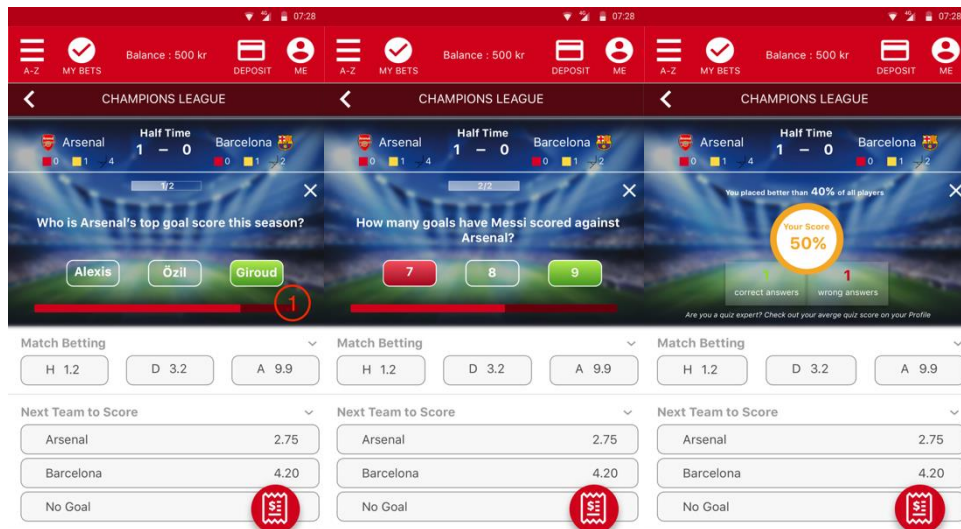 4G 07:28
A-Z MY BETS Balance : 500 kr DEPOSIT ME
CHAMPIONS LEAGUE
Half Time
Arsenal 1 – 0 Barcelona
0 1 4 0 1 2
1/2
Who is Arsenal's top goal score this season?
Alexis Özil Giroud
1
Match Betting
H 1.2 D 3.2 A 9.9
Next Team to Score
Arsenal 2.75
Barcelona 4.20
No Goal
4G 07:28
A-Z MY BETS Balance : 500 kr DEPOSIT ME
CHAMPIONS LEAGUE
Half Time
Arsenal 1 – 0 Barcelona
0 1 4 0 1 2
2/2
How many goals have Messi scored against
Arsenal?
7 8 9
Match Betting
H 1.2 D 3.2 A 9.9
Next Team to Score
Arsenal 2.75
Barcelona 4.20
No Goal
4G 07:28
A-Z MY BETS Balance : 500 kr DEPOSIT ME
CHAMPIONS LEAGUE
Half Time
Arsenal 1 – 0 Barcelona
0 1 4 0 1 2
You placed better than 40% of all players
Your Score
50%
1 1
correct answers wrong answers
Are you a quiz expert? Check out your averge quiz score on your Profile
Match Betting
H 1.2 D 3.2 A 9.9
Next Team to Score
Arsenal 2.75
Barcelona 4.20
No Goal